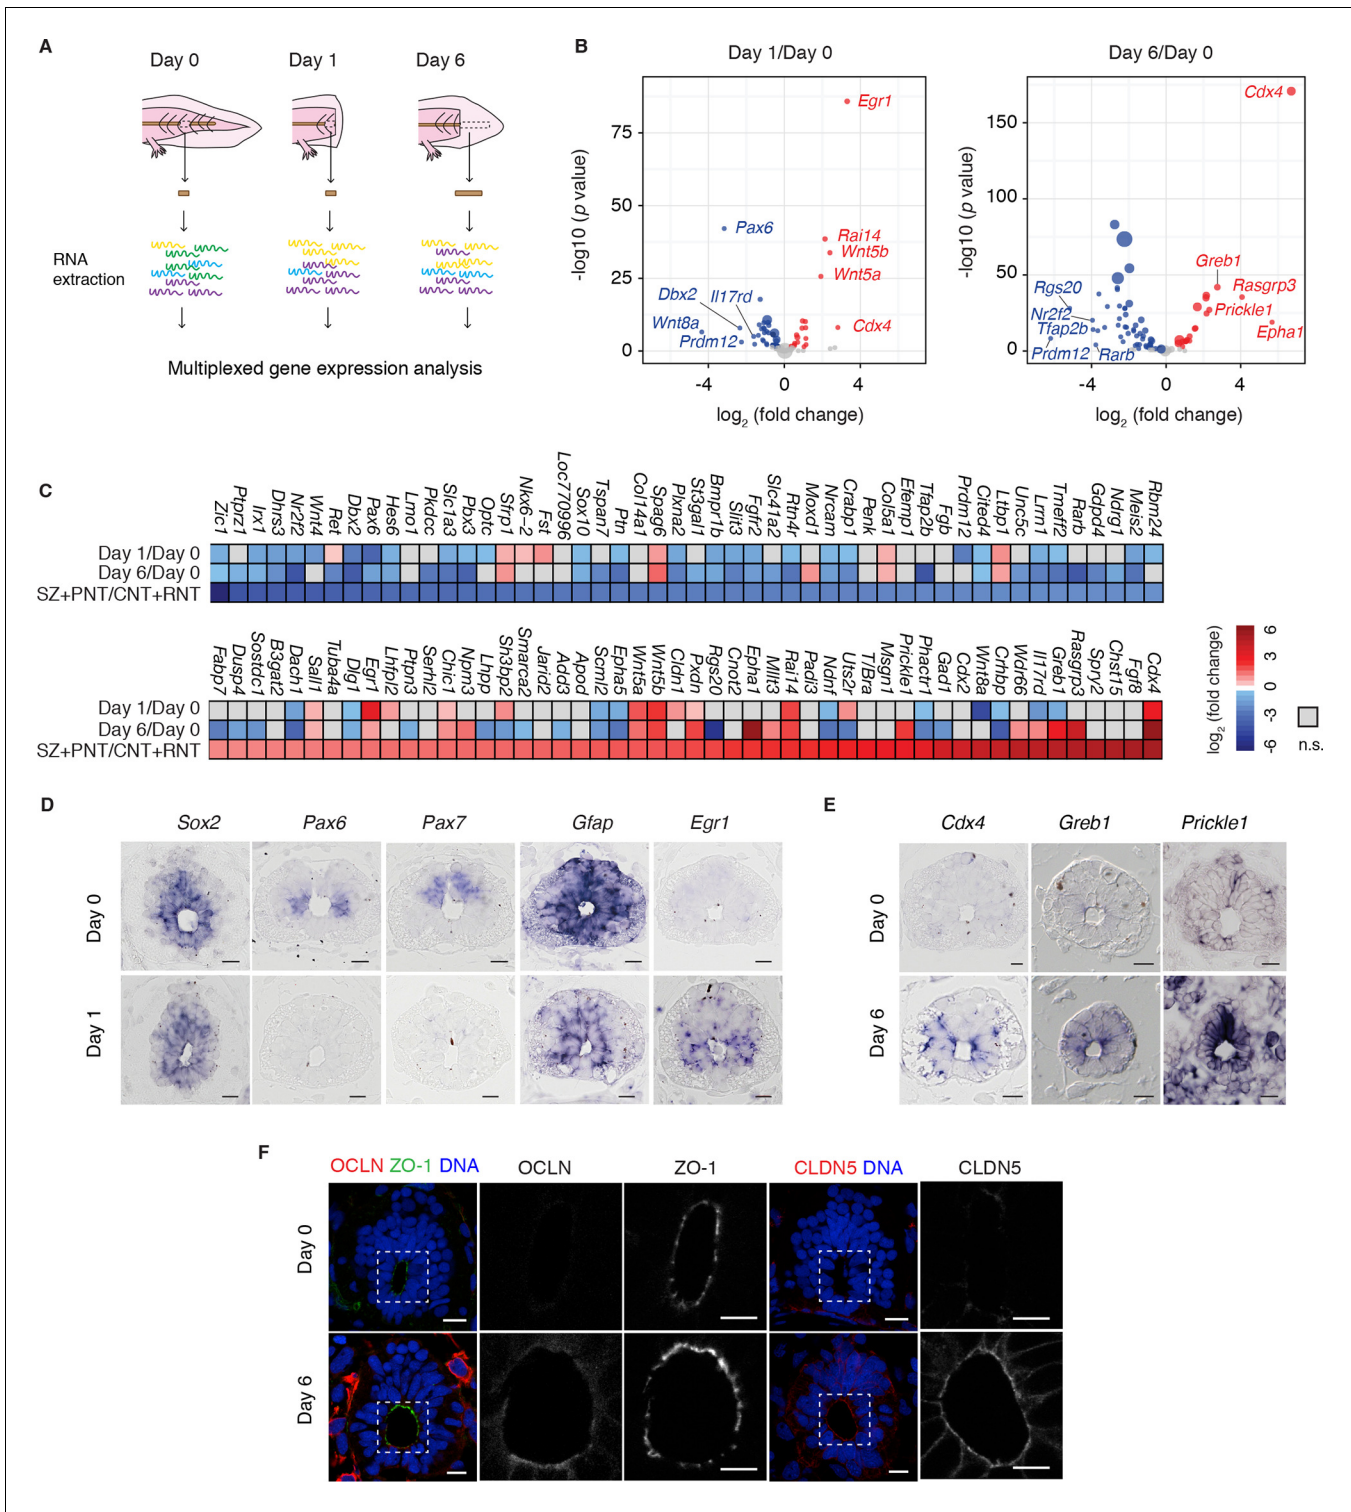 A
Day 0
Day 1
Day 6
RNA
extraction
Multiplexed gene expression analysis
B
Day 1/Day 0
-log10 (p value)
75
50
25
0
-4
0
4
log2 (fold change)
Egr1
Pax6
Rai14
Wnt5b
Wnt5a
Dbx2
Il17rd
Wnt8a
Prdm12
Cdx4
Day 6/Day 0
-log10 (p value)
150
100
50
0
-4
0
4
log2 (fold change)
Cdx4
Greb1
Rgs20
Rasgrp3
Nr2f2
Prickle1
Tfap2b
Epha1
Prdm12
Rarb
C
Zic1 Ptprz1 Irx1 Dhrs3 Nr2f2 Wnt4 Ret Dbx2 Pax6 Hes6 Lmo1 Pkdcc Slc1a3 Pbx3 Optc Sfrp1 Nkx6-2 Fst Loc770996 Sox10 Tspan7 Ptn Col14a1 Spag6 Plxna2 St3gal1 Bmpr1b Slit3 Fgfr2 Slc41a2 Rtn4r Moxd1 Nrcam Crabp1 Penk Col5a1 Efemp1 Tfap2b Fgb Prdm12 Cited4 Ltbp1 Unc5c Lrrn1 Tmeff2 Rarb Gdpd4 Ndrg1 Meis2 Rbm24
Day 1/Day 0
Day 6/Day 0
SZ+PNT/CNT+RNT
Fabp7 Dusp4 Sostdc1 B3gat2 Dach1 Sall1 Tuba4a Dlg1 Egr1 Lhfpl2 Ptpn3 Serhl2 Chic1 Npm3 Lhpp Sh3bp2 Smarca2 Jarid2 Add3 Apod Scml2 Epha5 Wnt5a Wnt5b Cldn1 Pxdn Rgs20 Cnot2 Epha1 Mllt3 Rai14 Padi3 Ndnf Uts2r T/Bra Msgn1 Prickle1 Phactr1 Gad1 Cdx2 Wnt8a Crhbp Wdr66 Il17rd Greb1 Rasgrp3 Spry2 Chst15 Fgf8 Cdx4
Day 1/Day 0
Day 6/Day 0
SZ+PNT/CNT+RNT
log2 (fold change)
6
3
0
-3
-6
n.s.
D
Sox2
Pax6
Pax7
Gfap
Egr1
Day 0
Day 1
E
Cdx4
Greb1
Prickle1
Day 0
Day 6
F
OCLN ZO-1 DNA
OCLN
ZO-1
CLDN5 DNA
CLDN5
Day 0
Day 6